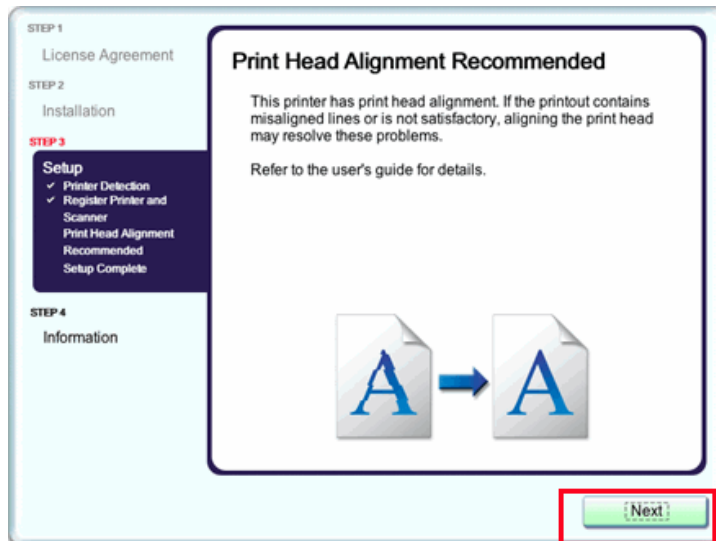 STEP 1
License Agreement
STEP 2
Installation
STEP 3
Setup
✓ Printer Detection
✓ Register Printer and
Scanner
Print Head Alignment
Recommended
Setup Complete
STEP 4
Information
Print Head Alignment Recommended
This printer has print head alignment. If the printout contains
misaligned lines or is not satisfactory, aligning the print head
may resolve these problems.
Refer to the user's guide for details.
A
A
Next